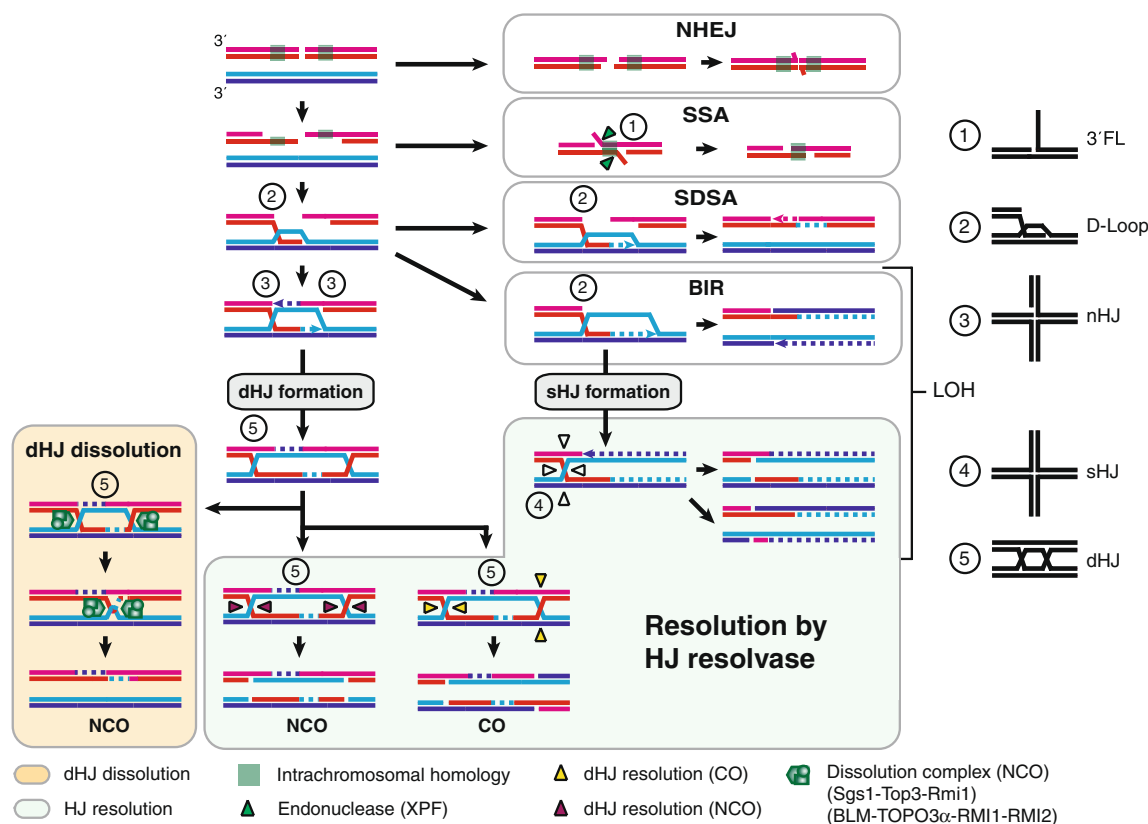 3′
3′
NHEJ
SSA
1
SDSA
2
2
BIR
2
3
3
dHJ formation
sHJ formation
LOH
5
4
dHJ dissolution
5
5
5
Resolution by
HJ resolvase
NCO
NCO
CO
1
3′FL
2
D-Loop
3
nHJ
4
sHJ
5
dHJ
dHJ dissolution
HJ resolution
Intrachromosomal homology
Endonuclease (XPF)
dHJ resolution (CO)
dHJ resolution (NCO)
Dissolution complex (NCO)
(Sgs1-Top3-Rmi1)
(BLM-TOPO3α-RMI1-RMI2)